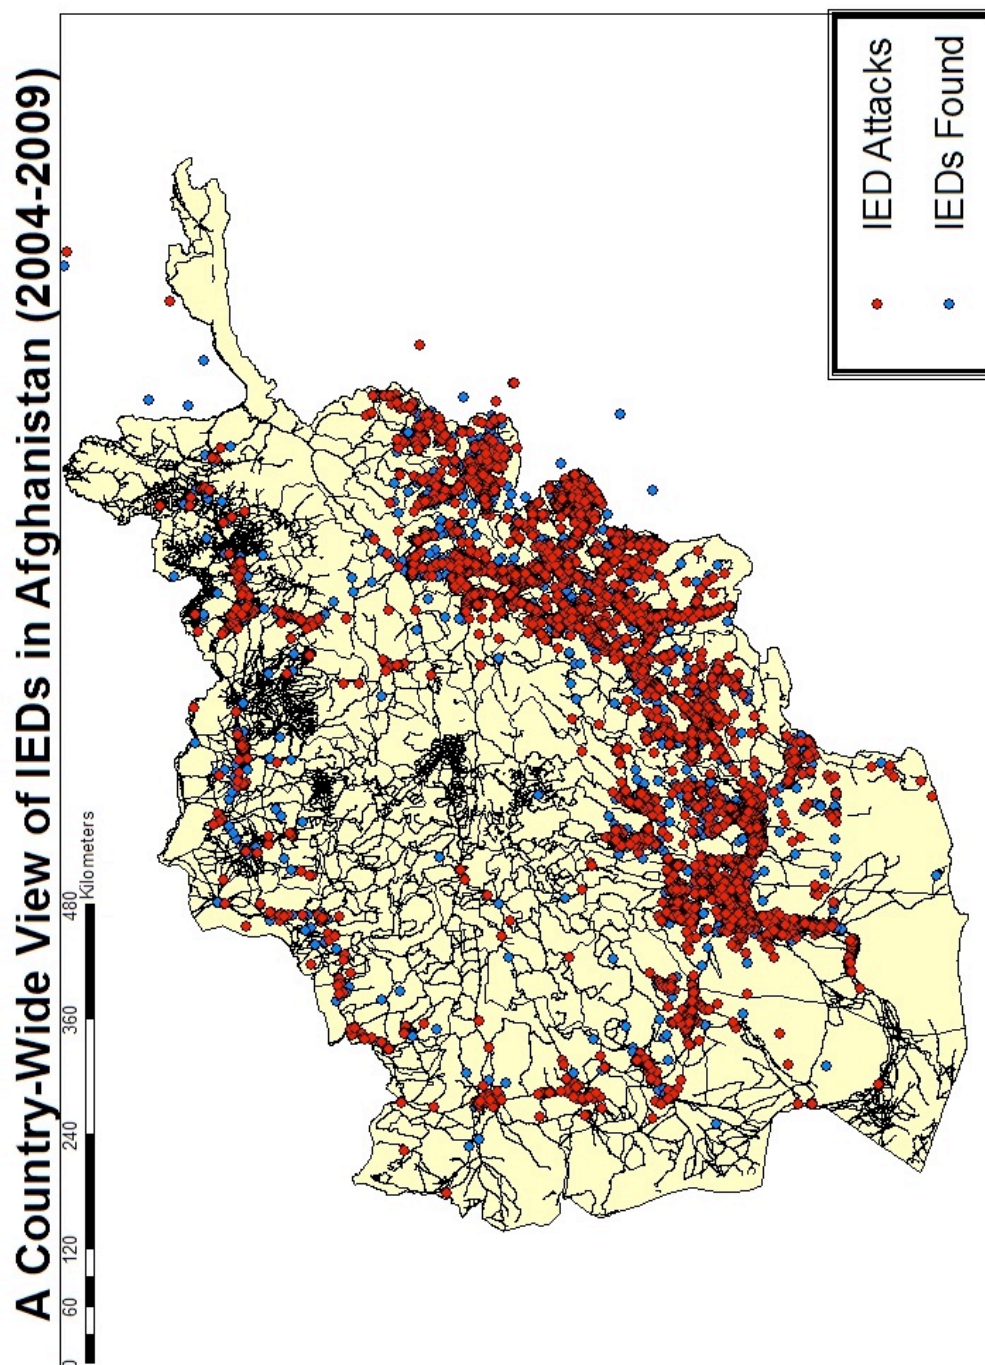 A Country-Wide View of IEDs in Afghanistan (2004-2009)
0 60 120 240 360 480
Kilometers
IED Attacks
IEDs Found